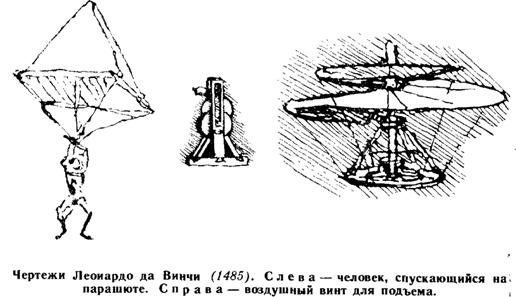 Чертежи Леонардо да Винчи (1485). Слева — человек, спускающийся на
парашюте. Справа — воздушный винт для подъема.